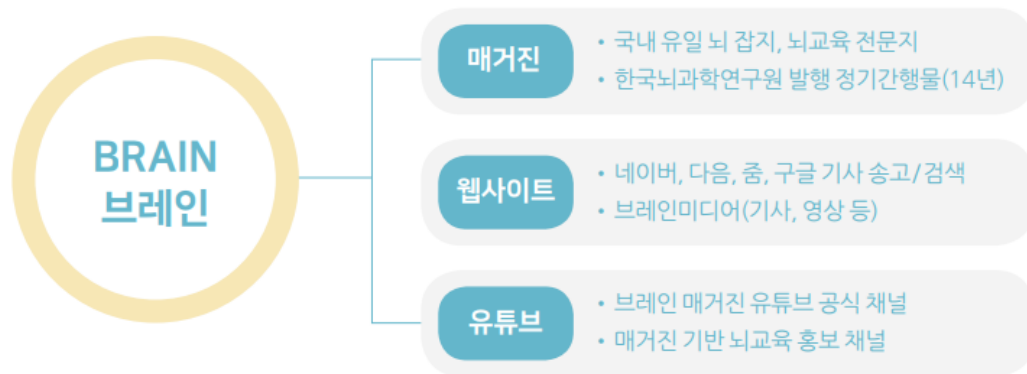 BRAIN
브레인
매거진
• 국내 유일 뇌 잡지, 뇌교육 전문지
• 한국뇌과학연구원 발행 정기간행물(14년)
웹사이트
• 네이버, 다음, 줌, 구글 기사 송고/검색
• 브레인미디어(기사, 영상 등)
유튜브
• 브레인 매거진 유튜브 공식 채널
• 매거진 기반 뇌교육 홍보 채널